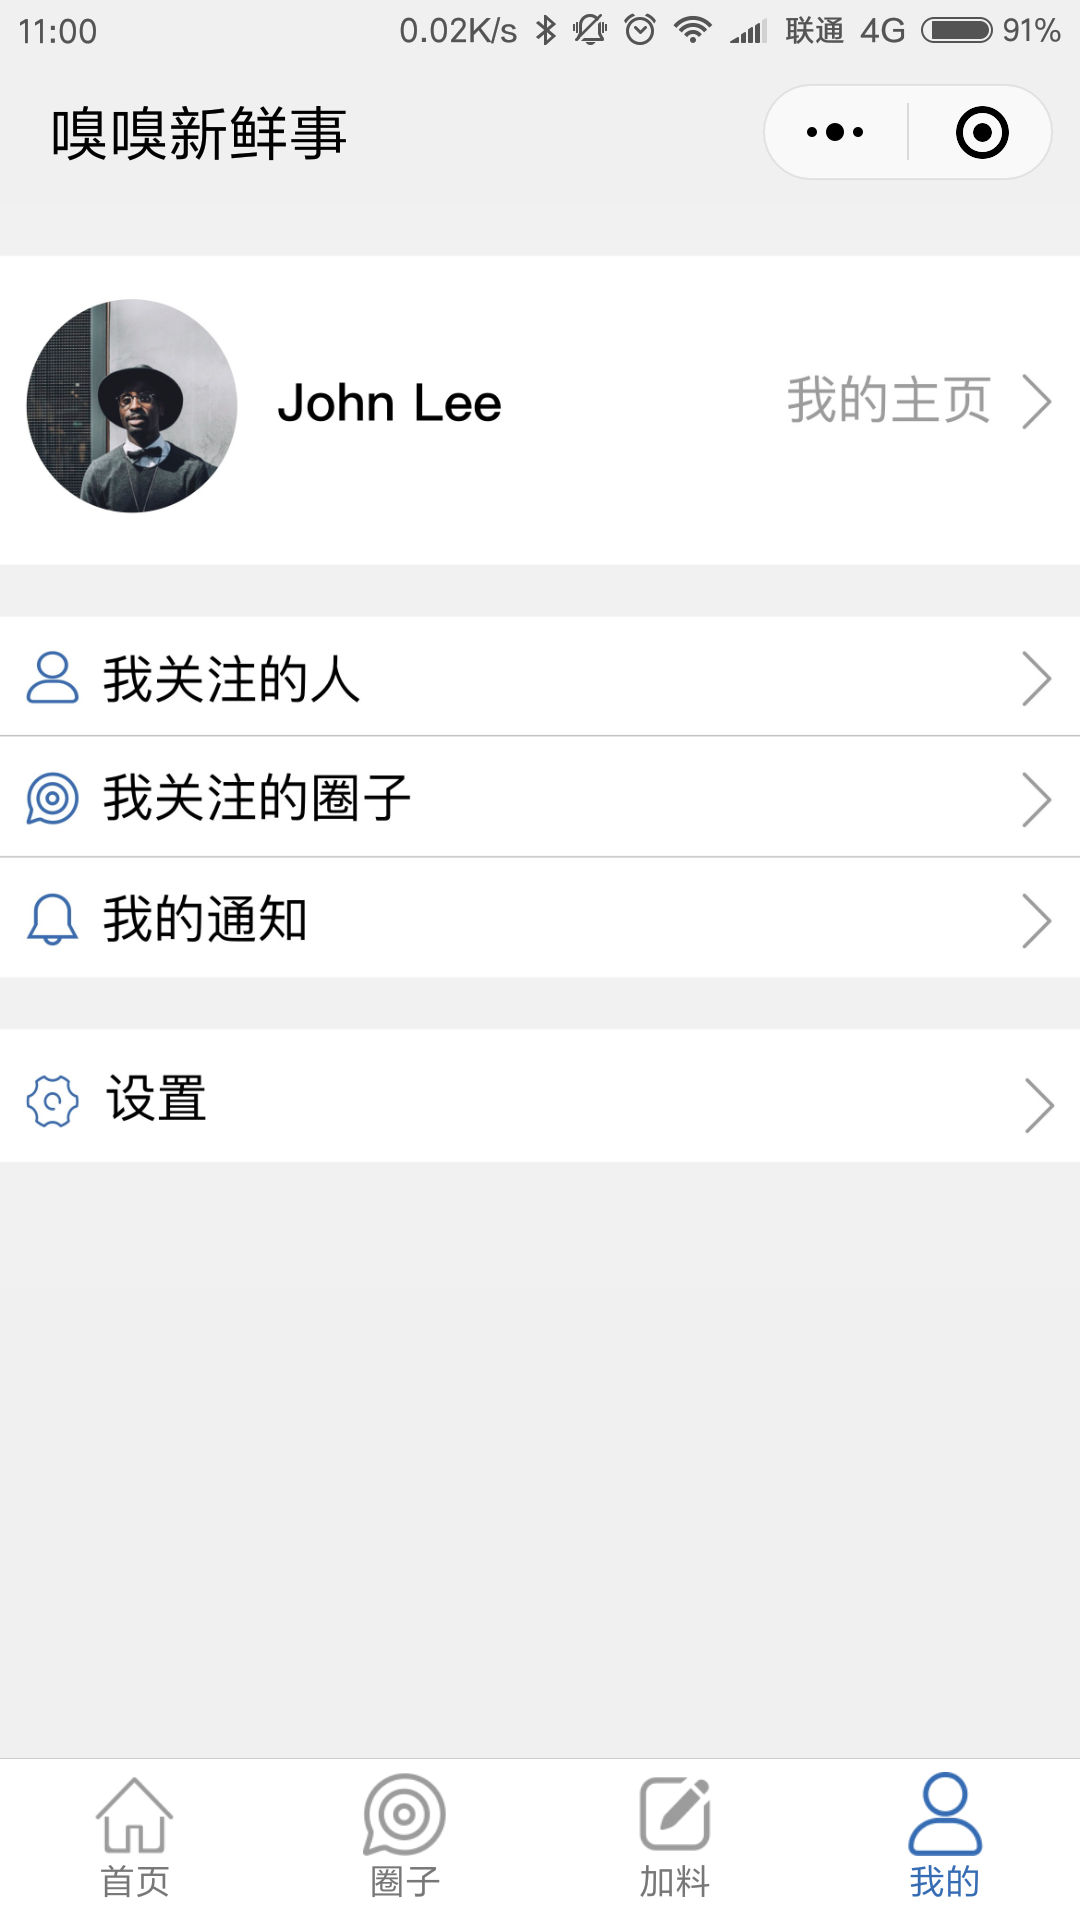 11:00 0.02K/s 联通 4G 91%
嗅嗅新鲜事
John Lee 我的主页
我关注的人
我关注的圈子
我的通知
设置
首页 圈子 加料 我的